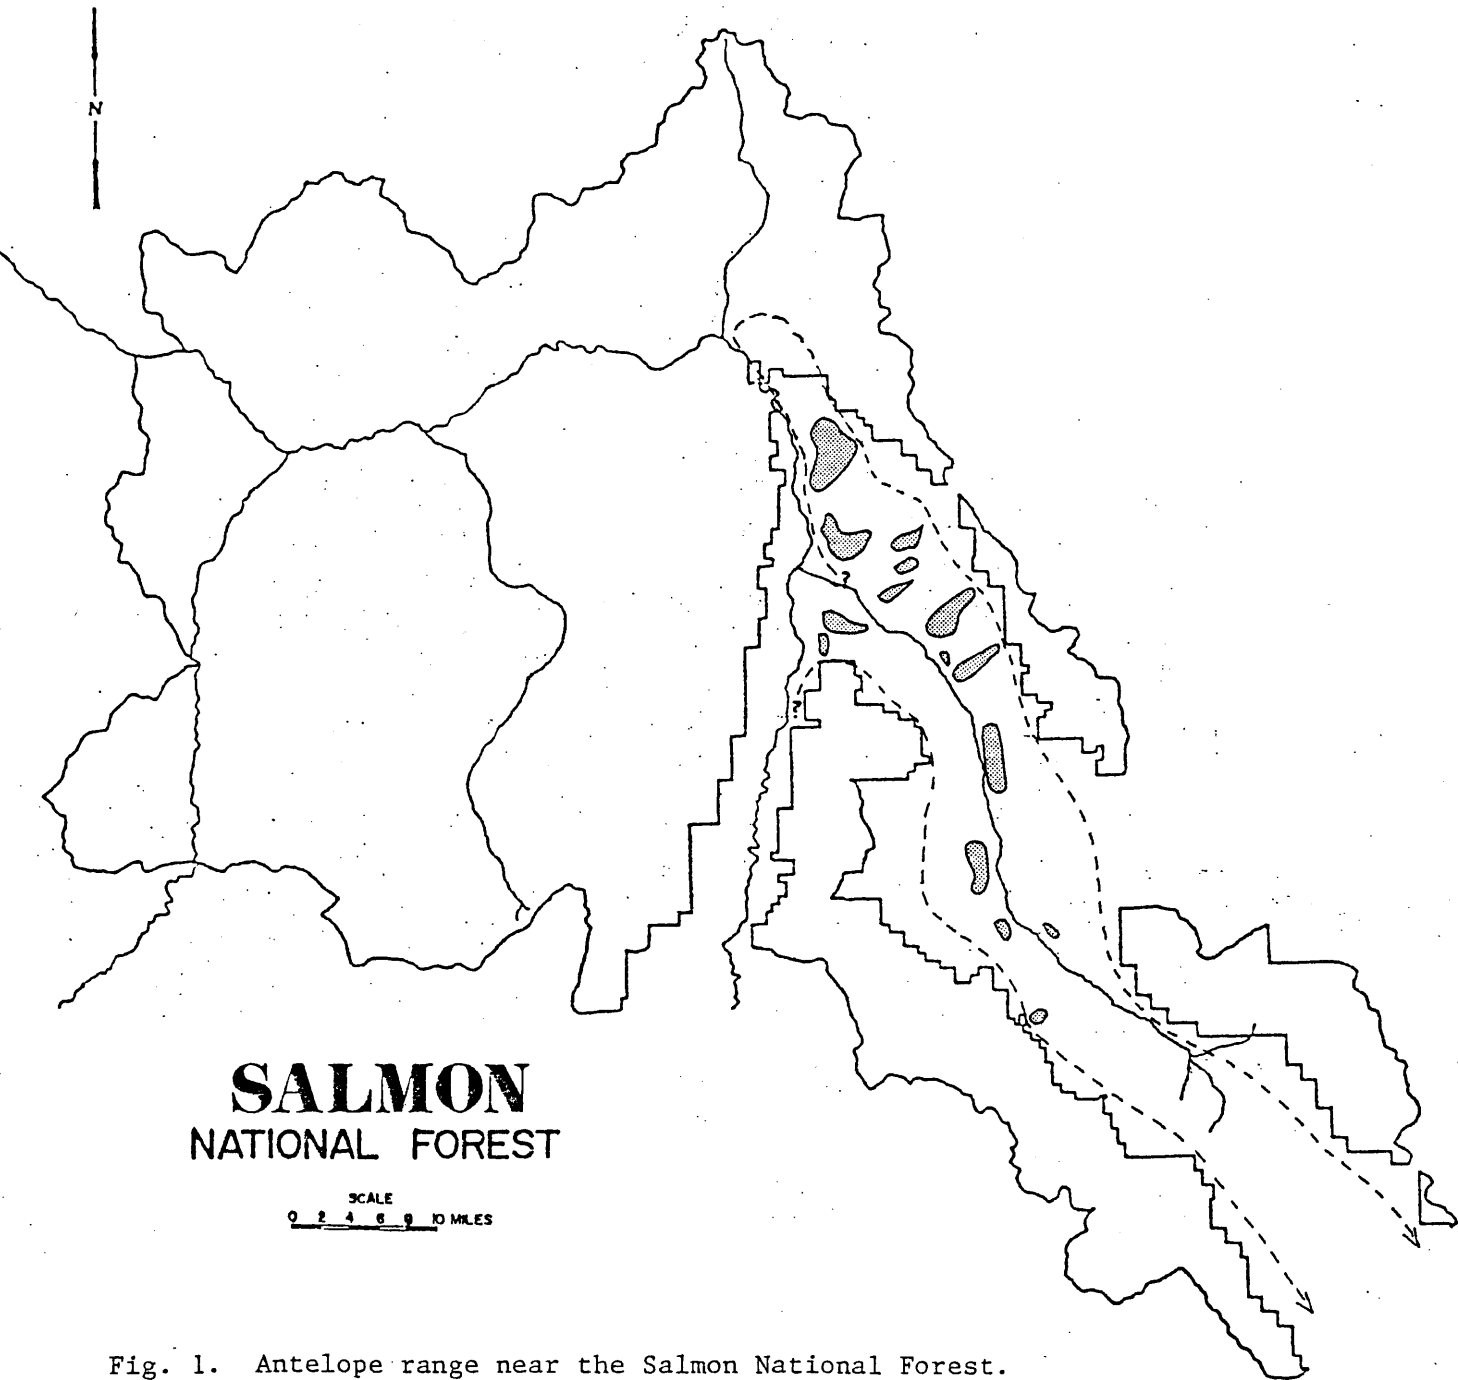 N
?
?
SALMON
NATIONAL FOREST
SCALE
0 2 4 6 8 10 MILES
Fig. 1. Antelope range near the Salmon National Forest.